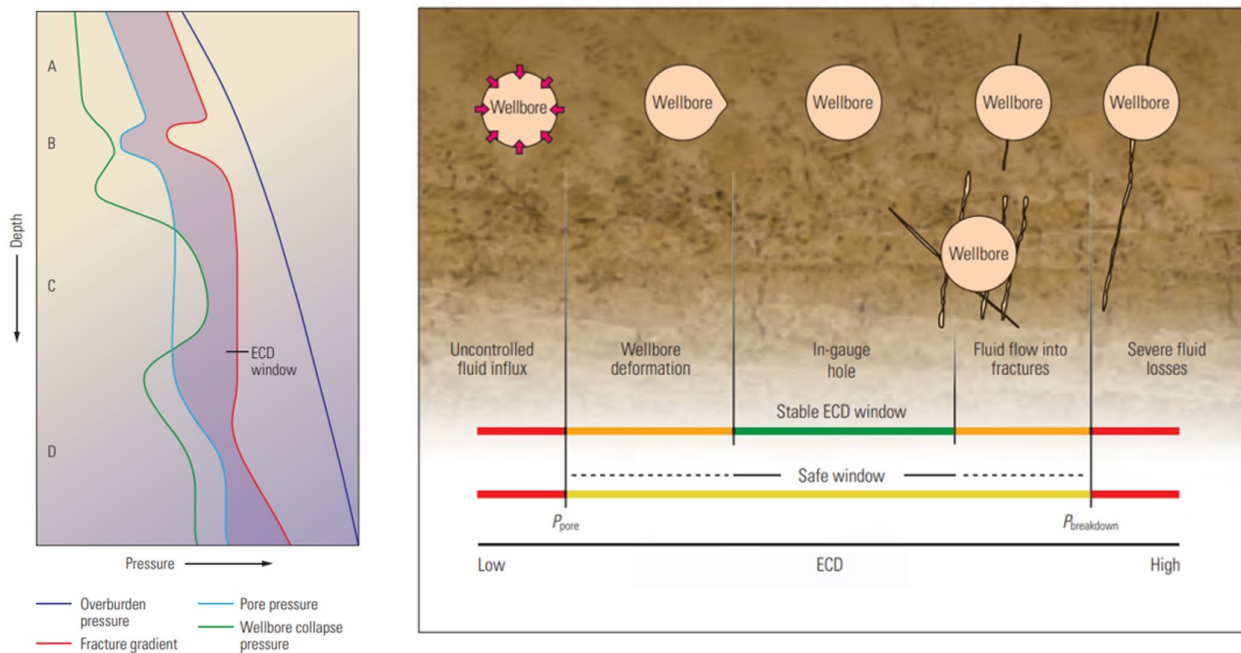 A
B
C
D
Depth
ECD
window
Pressure
Overburden
pressure
Fracture gradient
Pore pressure
Wellbore collapse
pressure
Wellbore
Wellbore
Wellbore
Wellbore
Wellbore
Wellbore
Uncontrolled
fluid influx
Wellbore
deformation
In-gauge
hole
Fluid flow into
fractures
Severe fluid
losses
Stable ECD window
Safe window
Ppore
Pbreakdown
Low
ECD
High